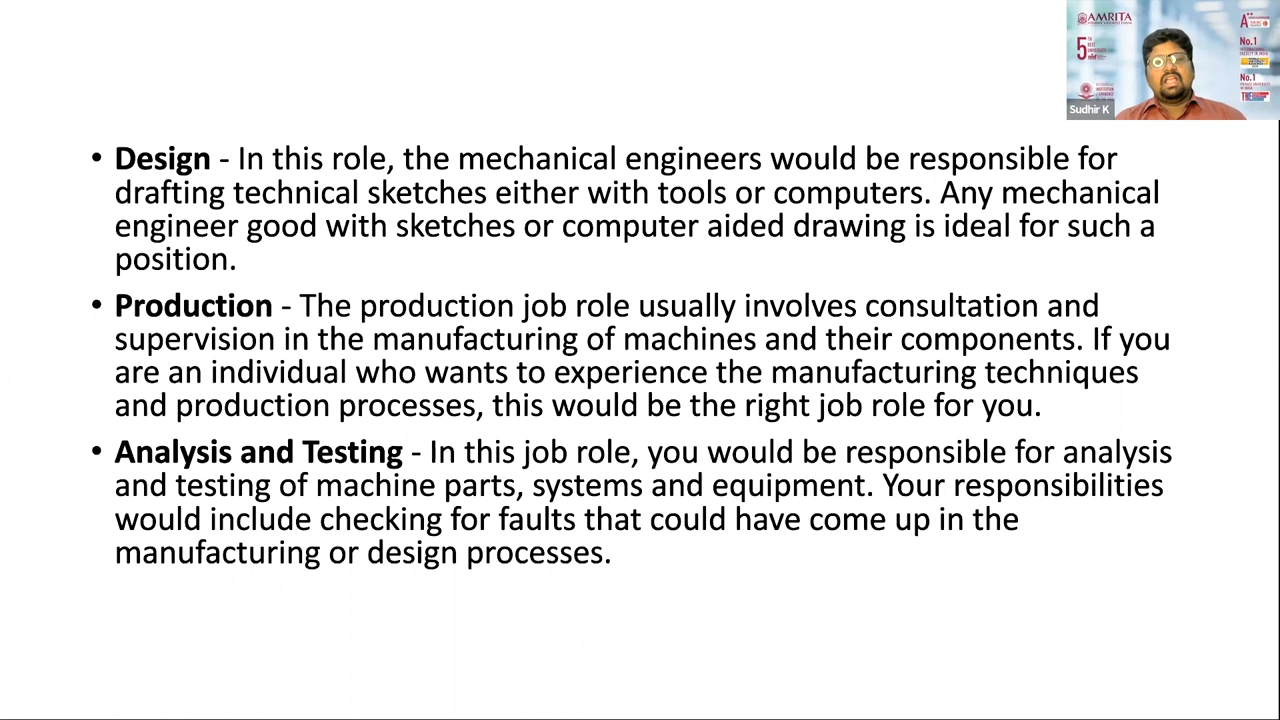 AMRITA
A++
5
TH
BEST
No.1
No.1
Sudhir K
• Design - In this role, the mechanical engineers would be responsible for
drafting technical sketches either with tools or computers. Any mechanical
engineer good with sketches or computer aided drawing is ideal for such a
position.
• Production - The production job role usually involves consultation and
supervision in the manufacturing of machines and their components. If you
are an individual who wants to experience the manufacturing techniques
and production processes, this would be the right job role for you.
• Analysis and Testing - In this job role, you would be responsible for analysis
and testing of machine parts, systems and equipment. Your responsibilities
would include checking for faults that could have come up in the
manufacturing or design processes.